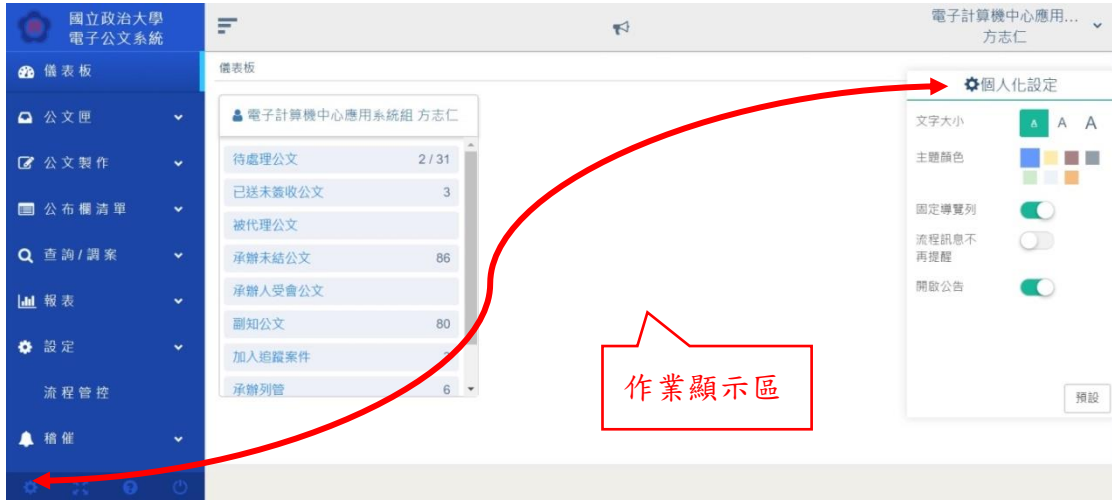 國立政治大學
電子公文系統
電子計算機中心應用...
方志仁
儀表板
公文匣
公文製作
公布欄清單
查詢/調案
報表
設定
流程管控
稽催
儀表板
電子計算機中心應用系統組 方志仁
待處理公文 2 / 31
已送未簽收公文 3
被代理公文
承辦未結公文 86
承辦人受會公文
副知公文 80
加入追蹤案件
承辦列管 6
作業顯示區
個人化設定
文字大小 A A A
主題顏色
固定導覽列
流程訊息不
再提醒
開啟公告
預設